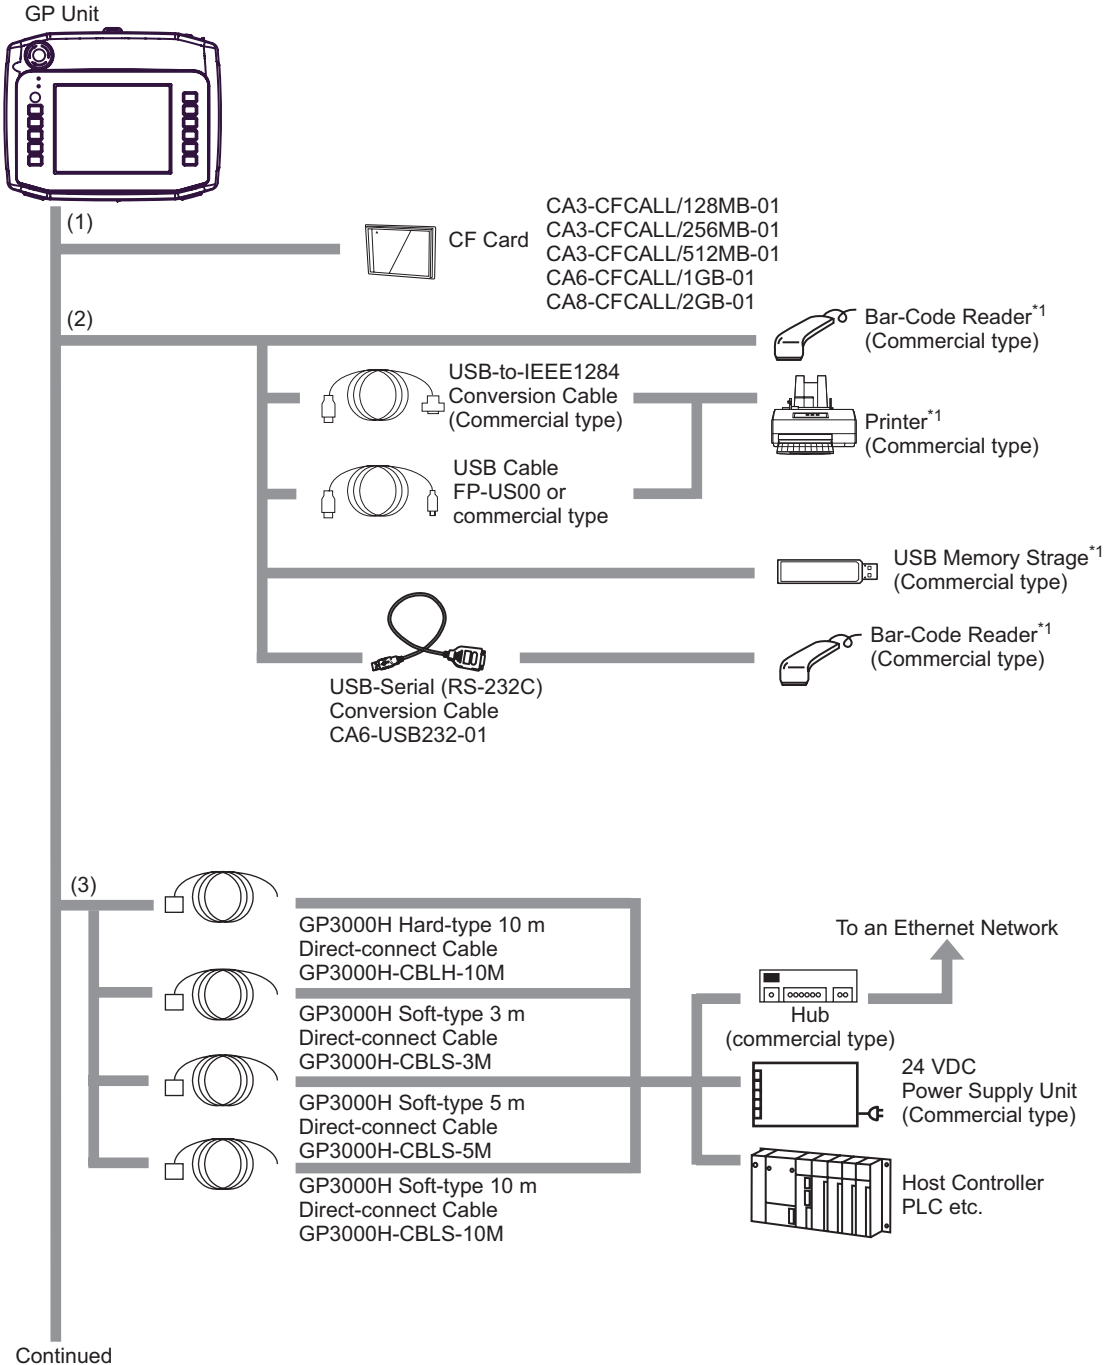 GP Unit
(1)
CF Card
CA3-CFCALL/128MB-01
CA3-CFCALL/256MB-01
CA3-CFCALL/512MB-01
CA6-CFCALL/1GB-01
CA8-CFCALL/2GB-01
(2)
Bar-Code Reader*1
(Commercial type)
USB-to-IEEE1284
Conversion Cable
(Commercial type)
Printer*1
(Commercial type)
USB Cable
FP-US00 or
commercial type
USB Memory Strage*1
(Commercial type)
USB-Serial (RS-232C)
Conversion Cable
CA6-USB232-01
Bar-Code Reader*1
(Commercial type)
(3)
GP3000H Hard-type 10 m
Direct-connect Cable
GP3000H-CBLH-10M
GP3000H Soft-type 3 m
Direct-connect Cable
GP3000H-CBLS-3M
GP3000H Soft-type 5 m
Direct-connect Cable
GP3000H-CBLS-5M
GP3000H Soft-type 10 m
Direct-connect Cable
GP3000H-CBLS-10M
To an Ethernet Network
Hub
(commercial type)
24 VDC
Power Supply Unit
(Commercial type)
Host Controller
PLC etc.
Continued